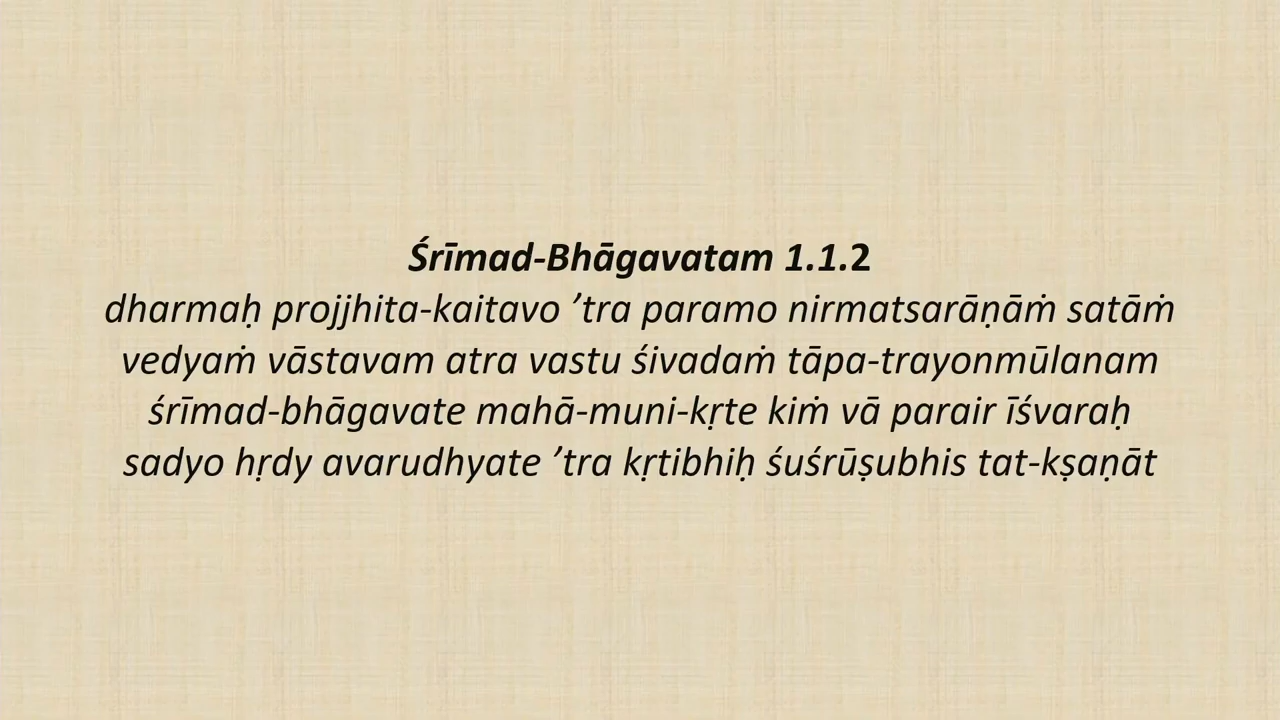 Śrīmad-Bhāgavatam 1.1.2
dharmaḥ projjhita-kaitavo ’tra paramo nirmatsarāṇāṁ satāṁ
vedyaṁ vāstavam atra vastu śivadaṁ tāpa-trayonmūlanam
śrīmad-bhāgavate mahā-muni-kṛte kiṁ vā parair īśvaraḥ
sadyo hṛdy avarudhyate ’tra kṛtibhiḥ śuśrūṣubhis tat-kṣaṇāt